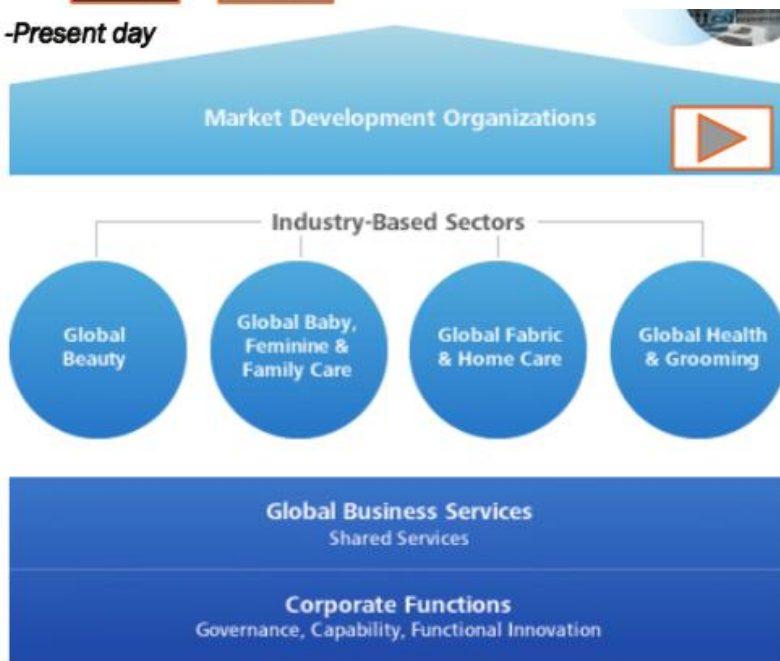 -Present day
Market Development Organizations
Industry-Based Sectors
Global
Beauty
Global Baby,
Feminine &
Family Care
Global Fabric
& Home Care
Global Health
& Grooming
Global Business Services
Shared Services
Corporate Functions
Governance, Capability, Functional Innovation